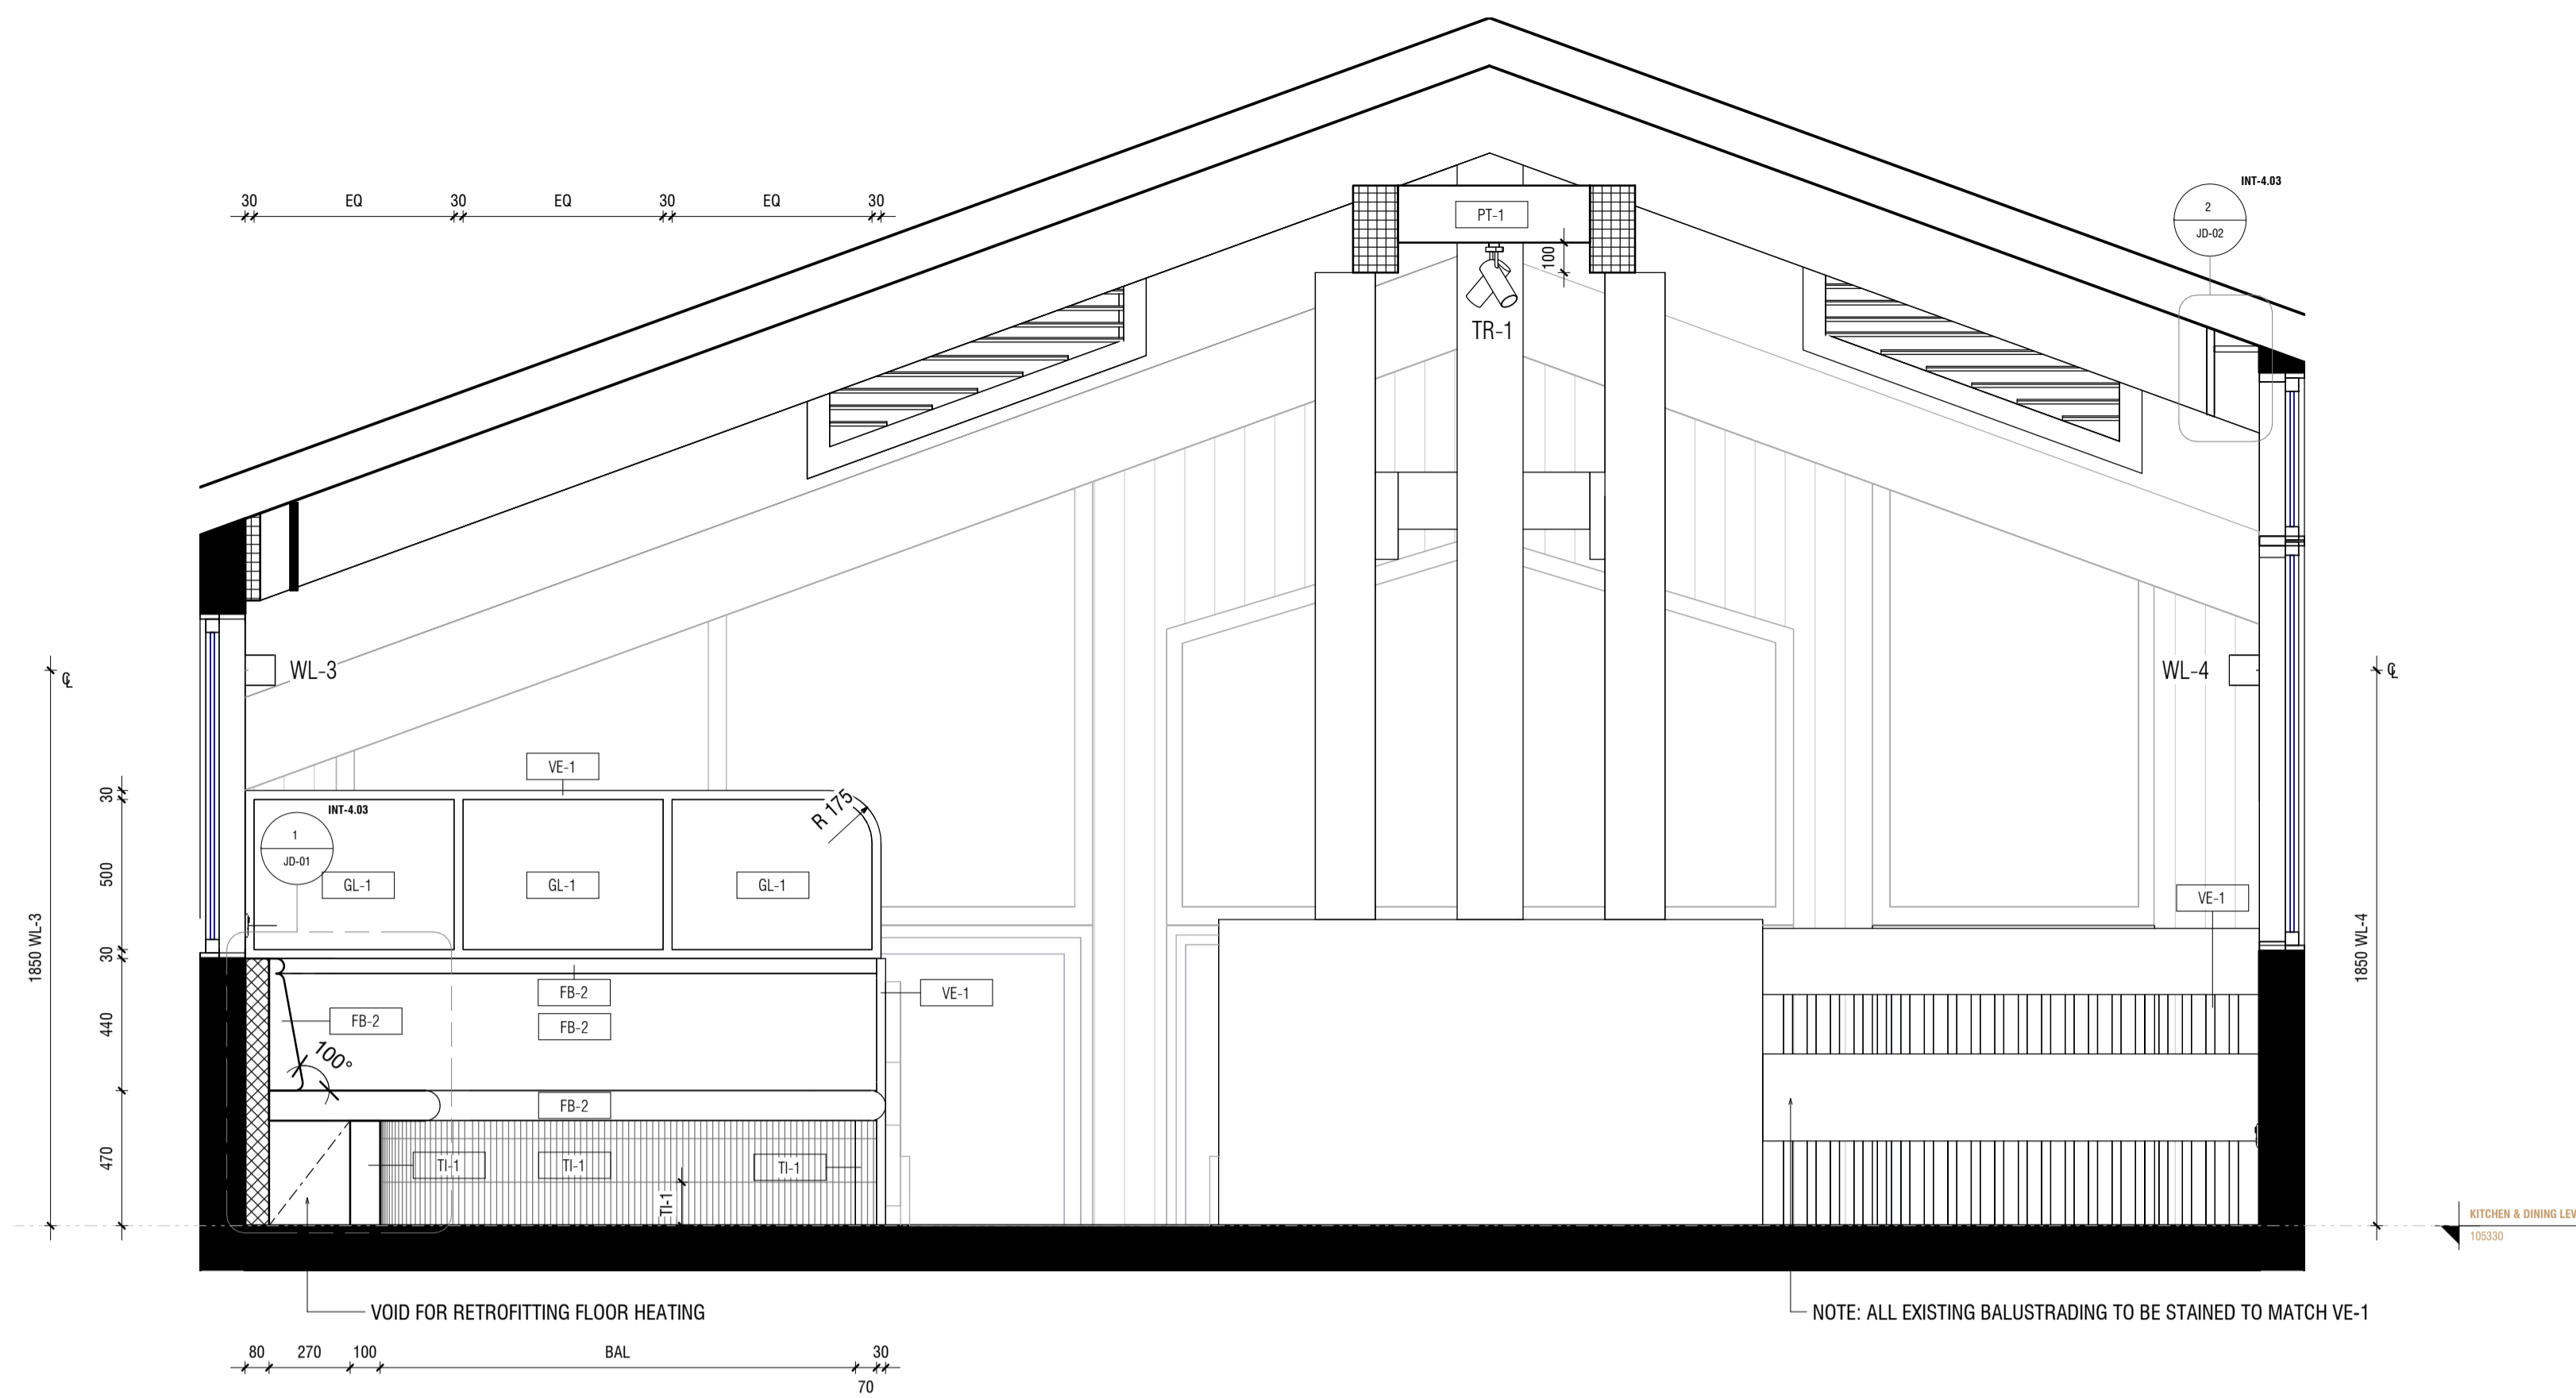 INT-4.03
30 EQ 30 EQ 30 EQ 30
2
JD-02
PT-1
100
TR-1
WL-3
WL-4
℄
℄
VE-1
30
R 175
INT-4.03
1
JD-01
500
GL-1
GL-1
GL-1
VE-1
1850 WL-3
1850 WL-4
30
FB-2
VE-1
FB-2
FB-2
440
100°
FB-2
470
TI-1
TI-1
TI-1
TI-1
KITCHEN & DINING LEV
105330
VOID FOR RETROFITTING FLOOR HEATING
NOTE: ALL EXISTING BALUSTRADING TO BE STAINED TO MATCH VE-1
80 270 100 BAL 30
70